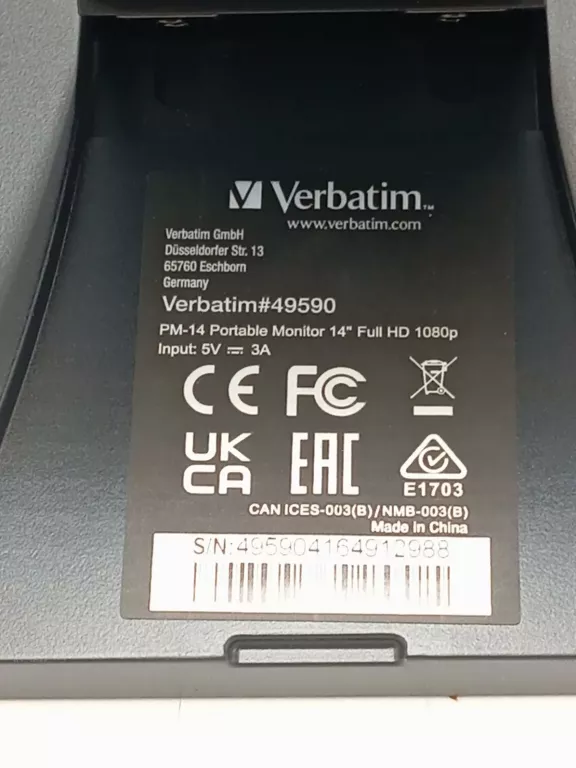 Verbatim™
www.verbatim.com
Verbatim GmbH
Düsseldorfer Str. 13
65760 Eschborn
Germany
Verbatim#49590
PM-14 Portable Monitor 14" Full HD 1080p
Input: 5V ⎓ 3A
CE FC
UK
CA
EAC
E1703
CAN ICES-003(B)/NMB-003(B)
Made in China
S/N:495904164912988